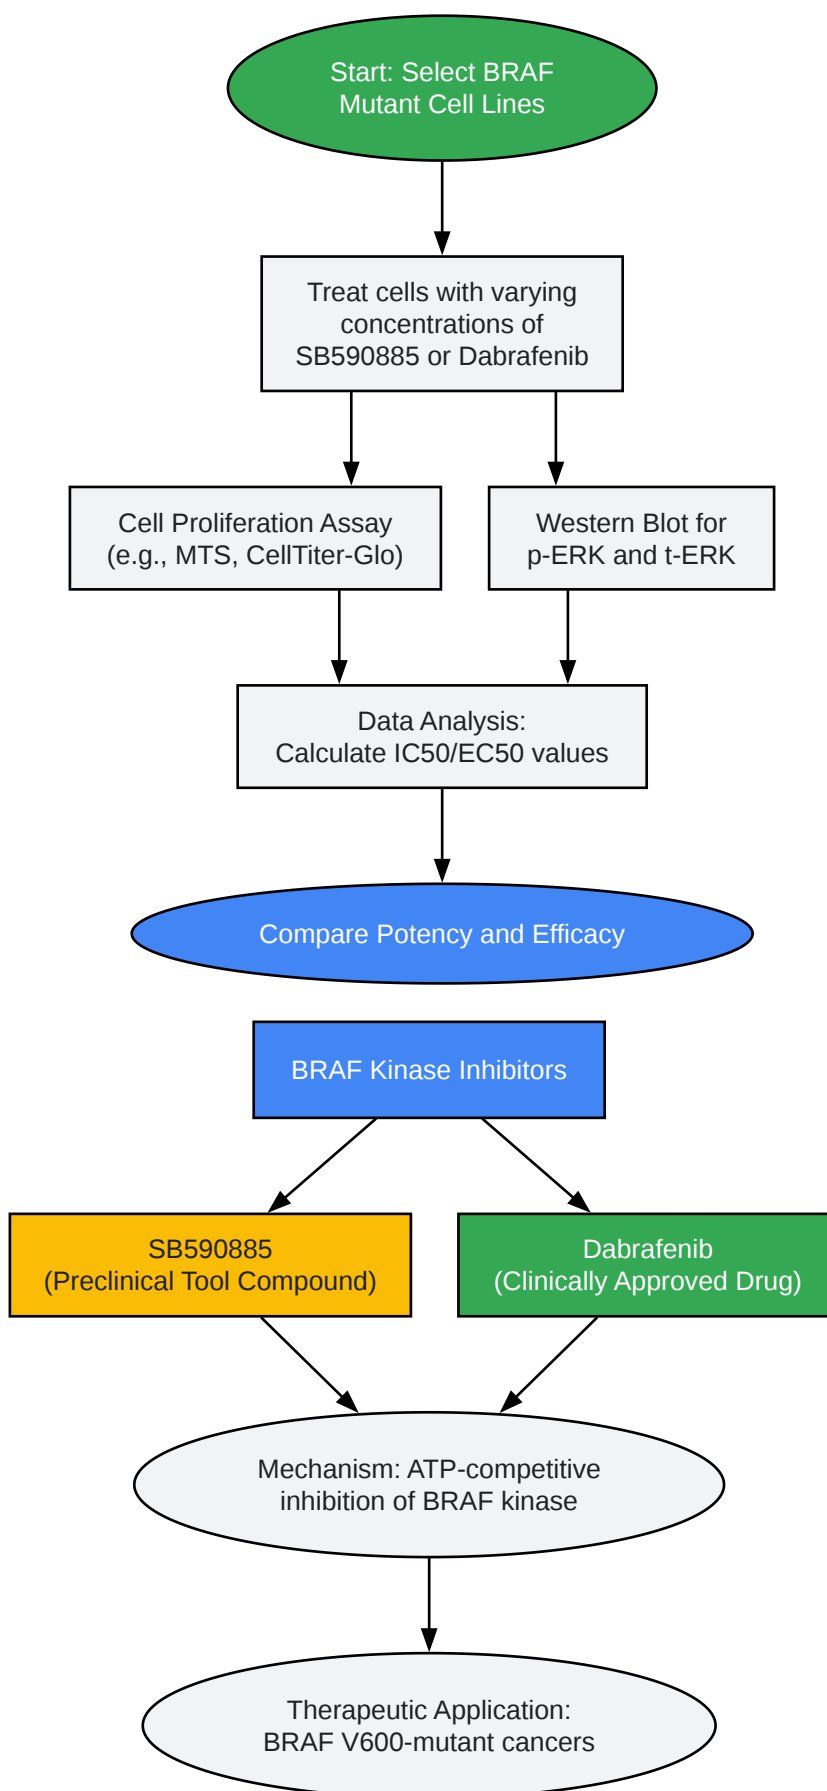 Start: Select BRAF
Mutant Cell Lines
Treat cells with varying
concentrations of
SB590885 or Dabrafenib
Cell Proliferation Assay
(e.g., MTS, CellTiter-Glo)
Western Blot for
p-ERK and t-ERK
Data Analysis:
Calculate IC50/EC50 values
Compare Potency and Efficacy
BRAF Kinase Inhibitors
SB590885
(Preclinical Tool Compound)
Dabrafenib
(Clinically Approved Drug)
Mechanism: ATP-competitive
inhibition of BRAF kinase
Therapeutic Application:
BRAF V600-mutant cancers